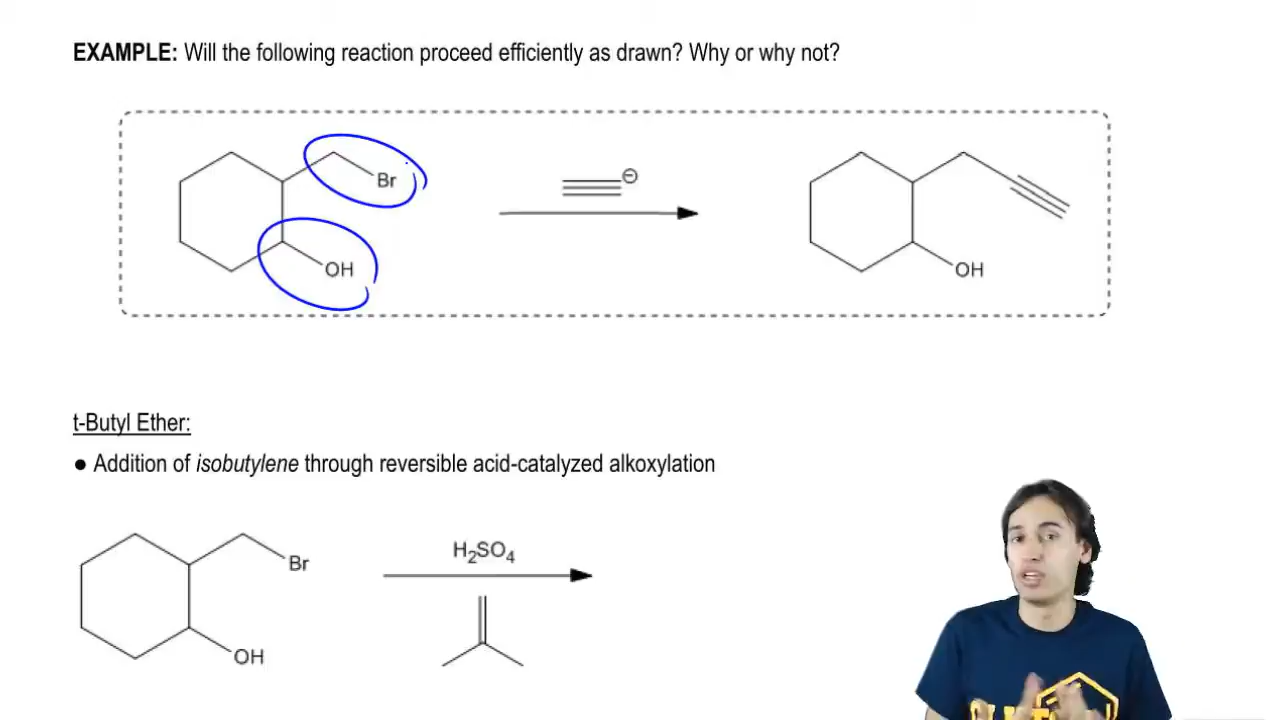 EXAMPLE: Will the following reaction proceed efficiently as drawn? Why or why not?
Br
OH
⊖
OH
t-Butyl Ether:
● Addition of isobutylene through reversible acid-catalyzed alkoxylation
Br
OH
H₂SO₄